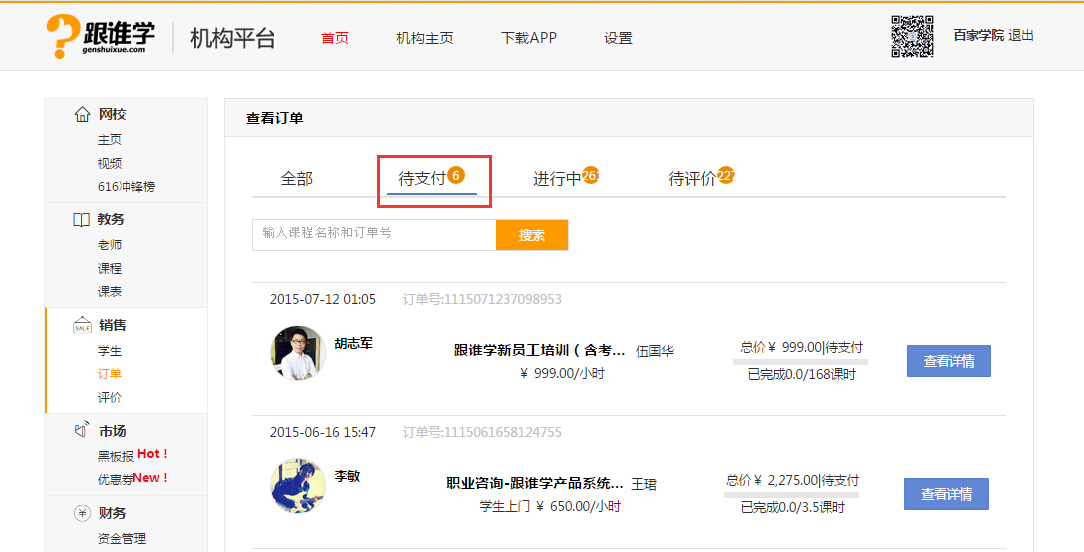 跟谁学
genshuixue.com
机构平台 首页 机构主页 下载APP 设置 百家学院 退出
网校
主页
视频
616冲锋榜
教务
老师
课程
课表
SALE 销售
学生
订单
评价
市场
黑板报 Hot !
优惠券 New !
¥ 财务
资金管理
查看订单
全部 待支付 6 进行中 261 待评价 227
输入课程名称和订单号 搜索
2015-07-12 01:05 订单号:1115071237098953
胡志军
跟谁学新员工培训（含考... 伍国华
¥ 999.00/小时
总价¥ 999.00|待支付
已完成0.0/168课时
查看详情
2015-06-16 15:47 订单号:1115061658124755
李敏
职业咨询-跟谁学产品系统... 王珺
学生上门 ¥ 650.00/小时
总价¥ 2,275.00|待支付
已完成0.0/3.5课时
查看详情